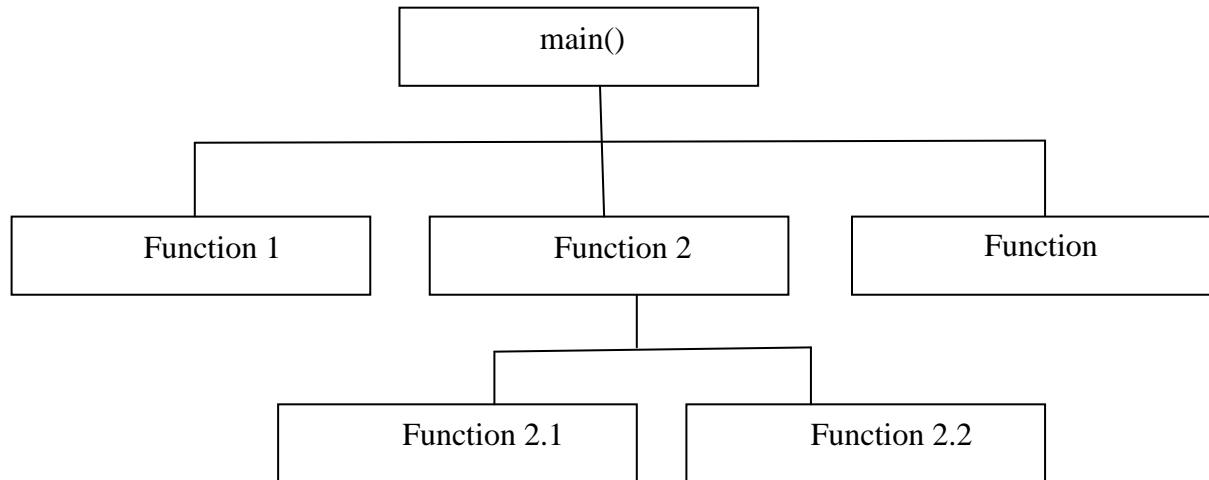 main()
Function 1
Function 2
Function
Function 2.1
Function 2.2